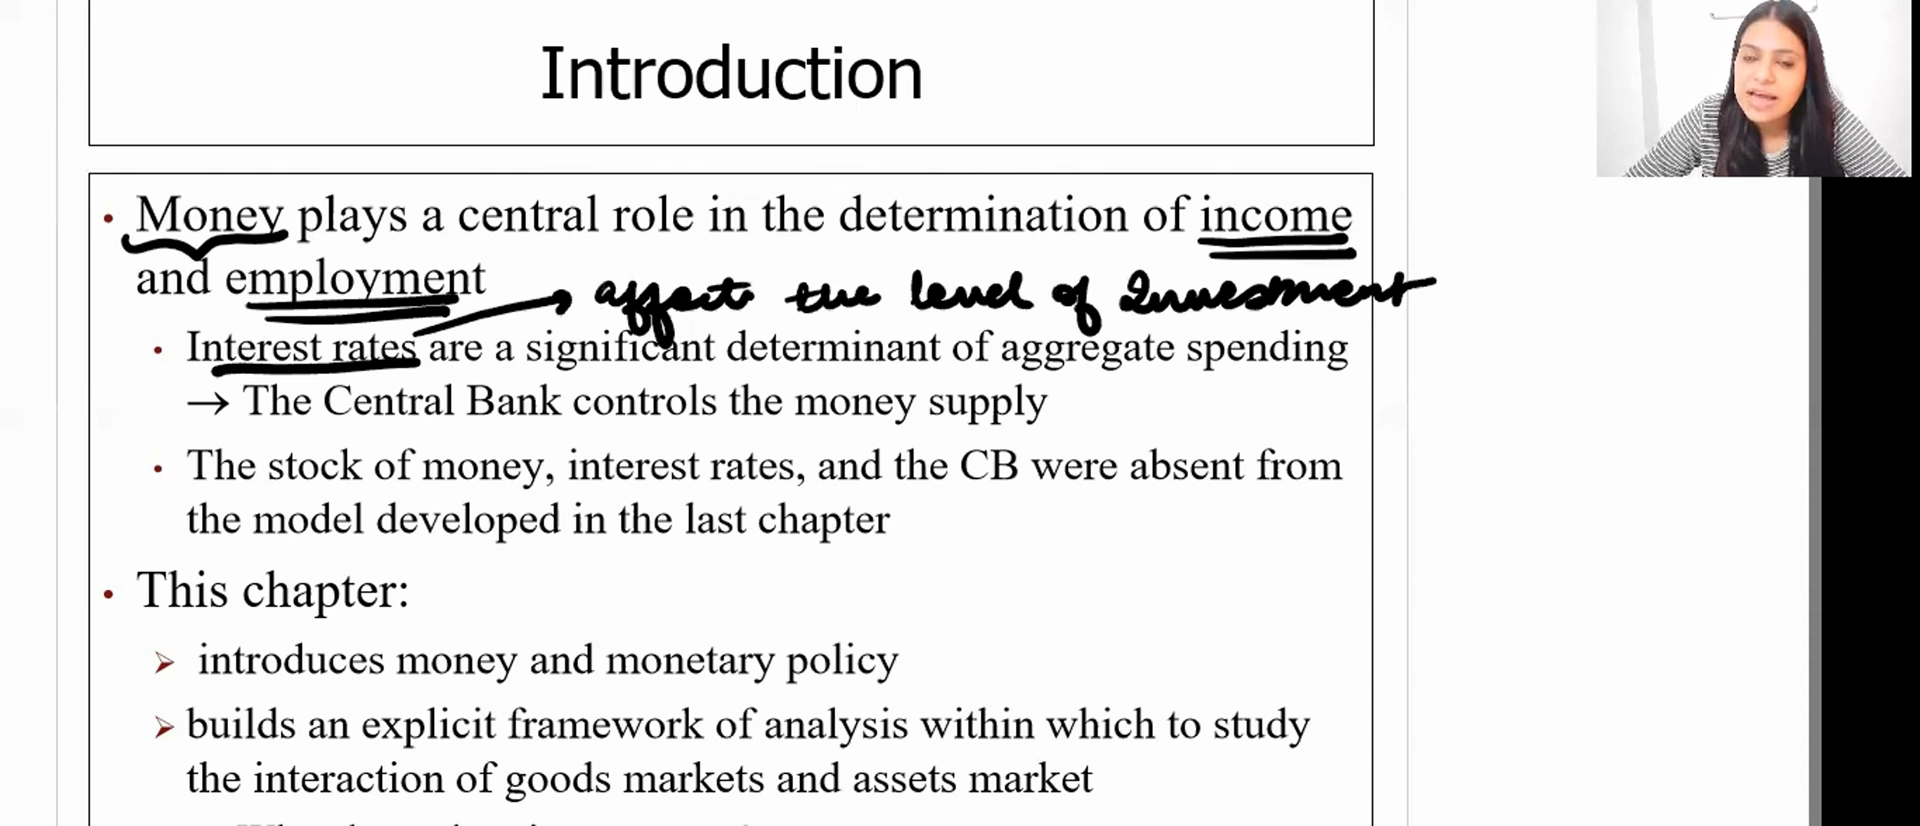 Introduction
• Money plays a central role in the determination of income
and employment
affects the level of Investment
• Interest rates are a significant determinant of aggregate spending
→ The Central Bank controls the money supply
• The stock of money, interest rates, and the CB were absent from
the model developed in the last chapter
• This chapter:
➢ introduces money and monetary policy
➢ builds an explicit framework of analysis within which to study
the interaction of goods markets and assets market